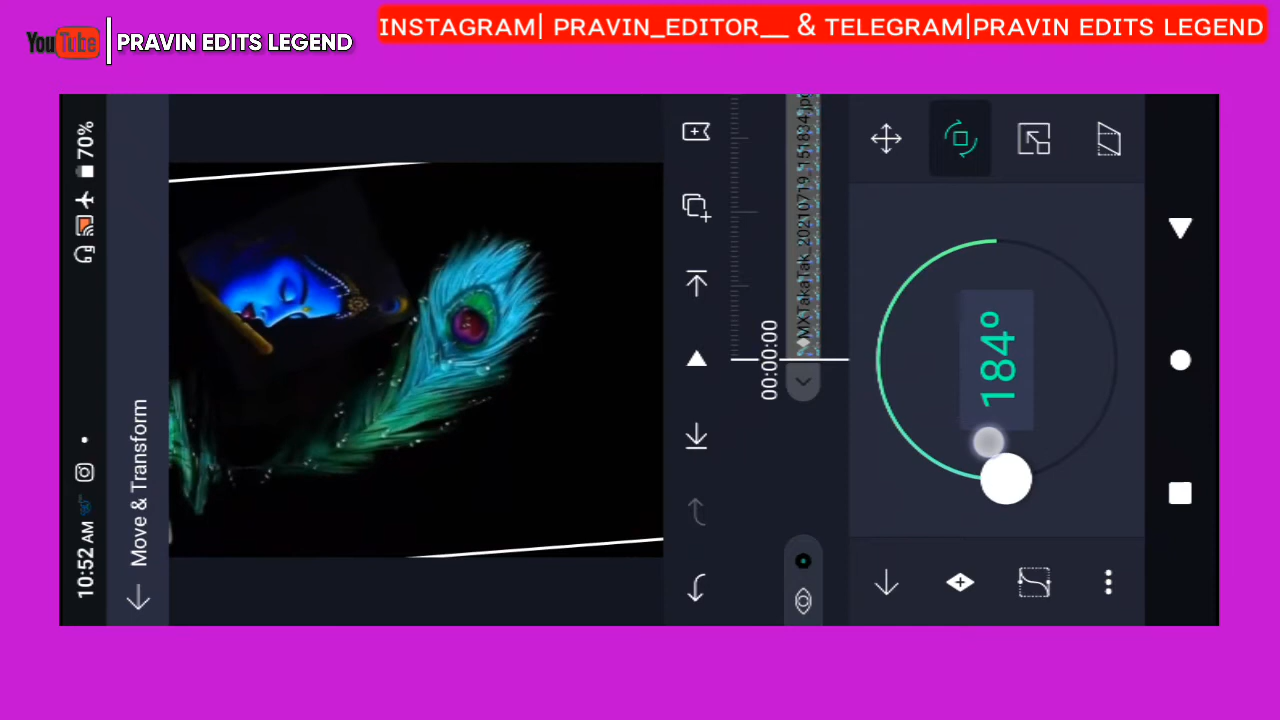 YouTube
PRAVIN EDITS LEGEND
INSTAGRAM| PRAVIN_EDITOR__ & TELEGRAM|PRAVIN EDITS LEGEND
10:52 AM
70%
Move & Transform
00:00:00
MXTakaTak_20210719_151834.jpg
184°